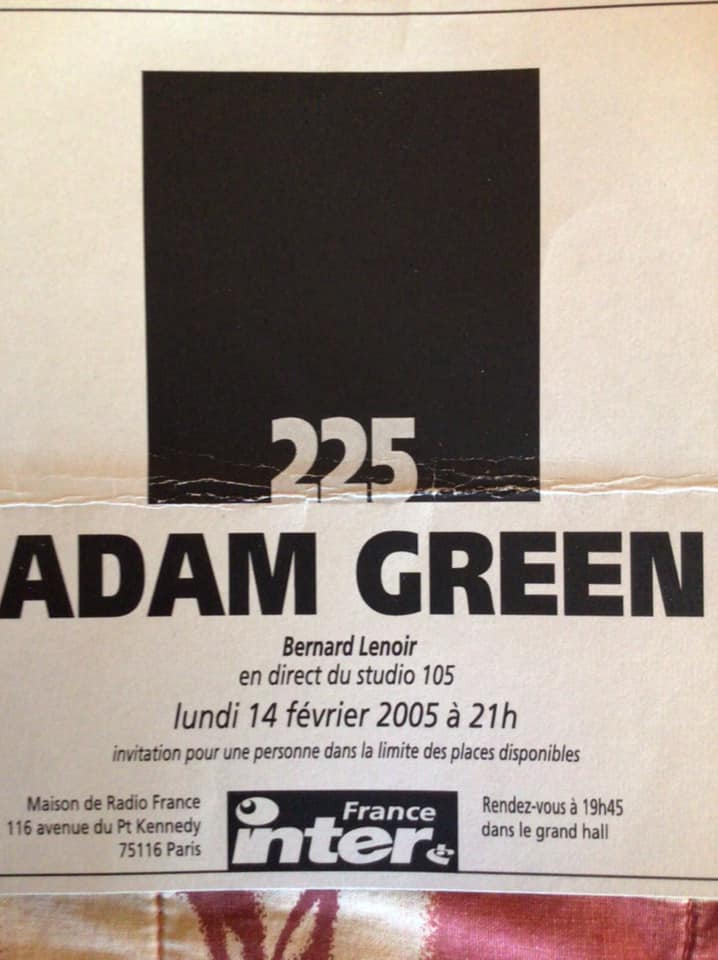 225
ADAM GREEN
Bernard Lenoir
en direct du studio 105
lundi 14 février 2005 à 21h
invitation pour une personne dans la limite des places disponibles
Maison de Radio France
116 avenue du Pt Kennedy
75116 Paris
France
inter
Rendez-vous à 19h45
dans le grand hall